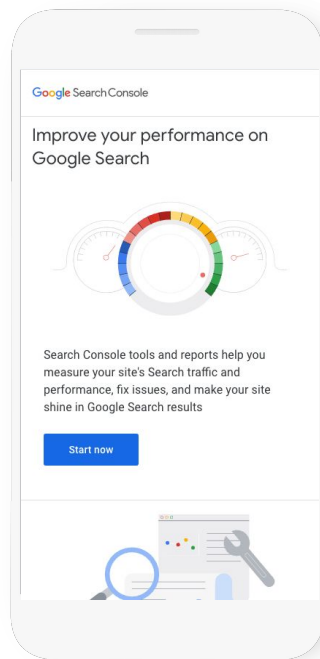 Google Search Console
Improve your performance on
Google Search
Search Console tools and reports help you
measure your site's Search traffic and
performance, fix issues, and make your site
shine in Google Search results
Start now